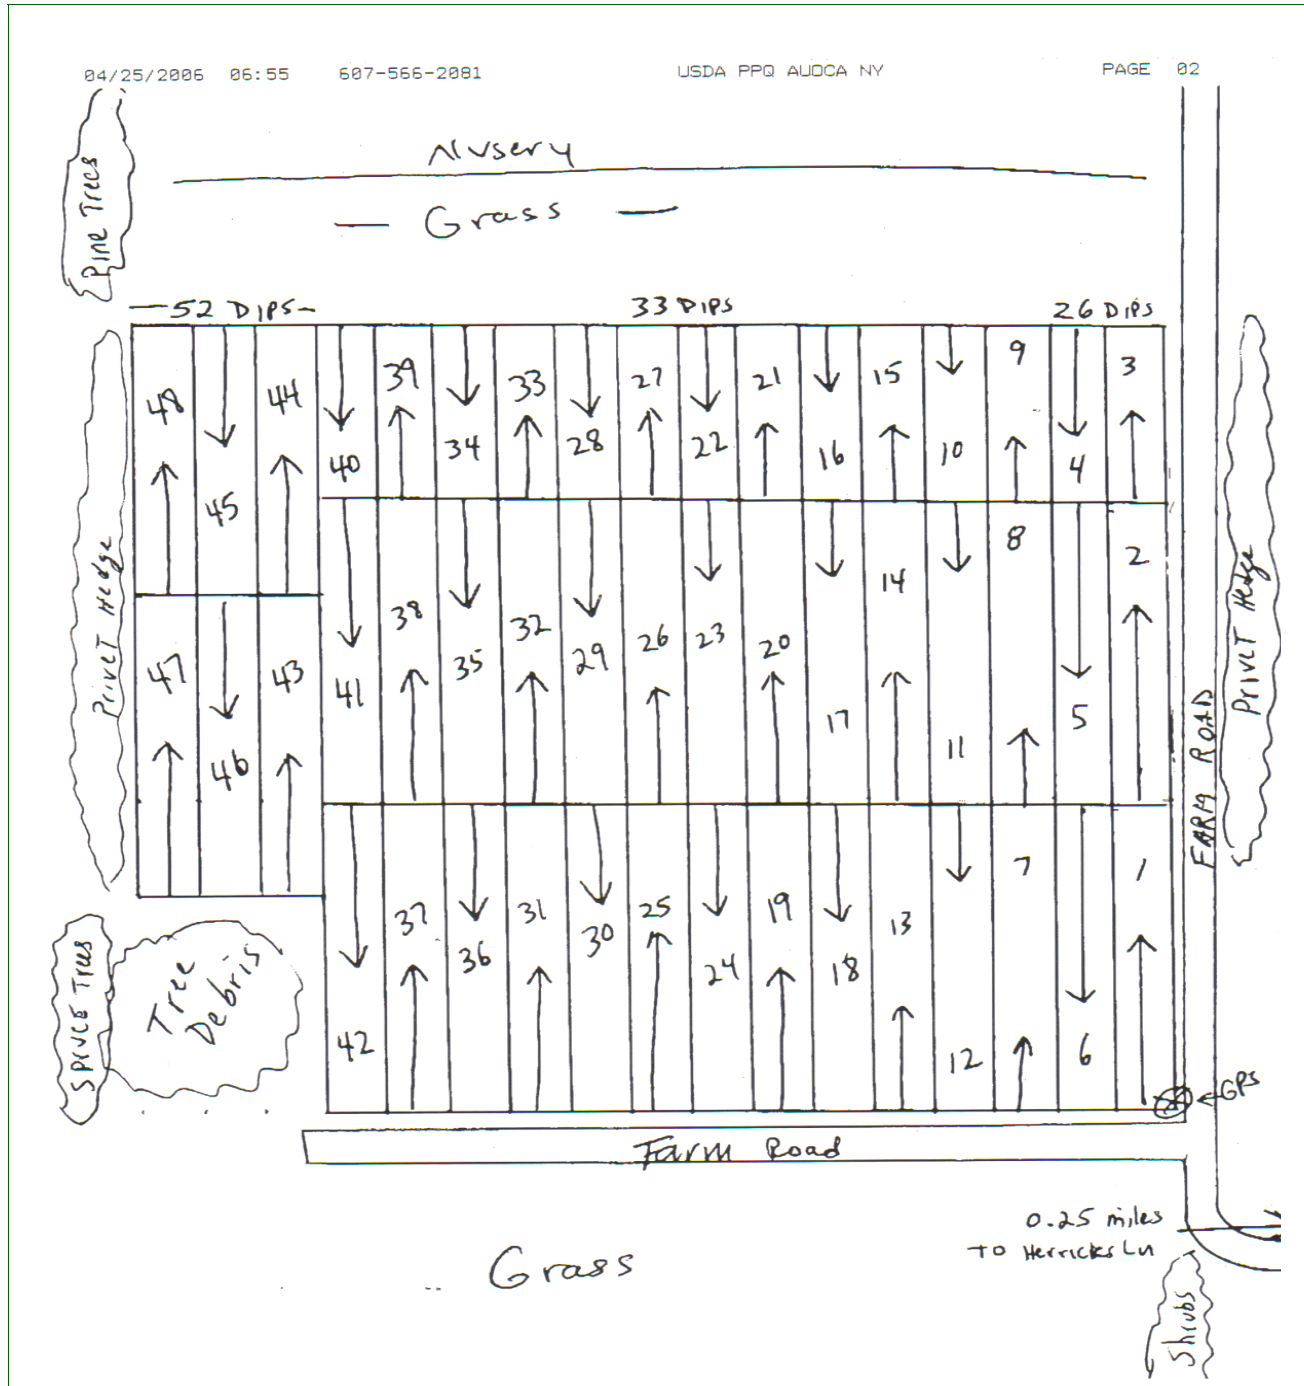 04/25/2006 06:55 607-566-2081 USDA PPQ AUOCA NY PAGE 02
Nusery
Pine Trees
— Grass —
—52 DIPS— 33 DIPS 26 DIPS
48 44 39 33 27 21 15 9 3
45 40 34 28 22 16 10 4
38 32 26 20 14 8 2
47 43 41 35 29 23 17 11 5
46
37 31 25 19 13 7 1
42 36 30 24 18 12 6
Privet Hedge
Privet Hedge
FARM ROAD
SPRUCE Trees
Tree
Debris
←GPS
Farm Road
0.25 miles
TO Herricks Ln
Grass
Shrubs